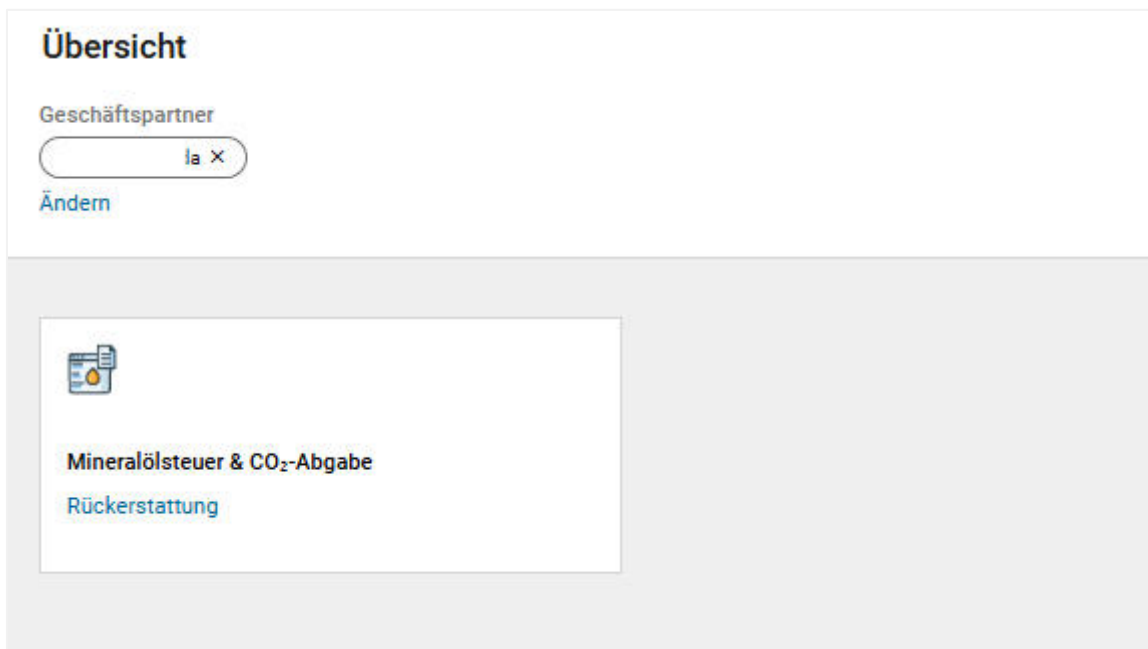 Übersicht
Geschäftspartner
la ×
Ändern
Mineralölsteuer & CO₂-Abgabe
Rückerstattung